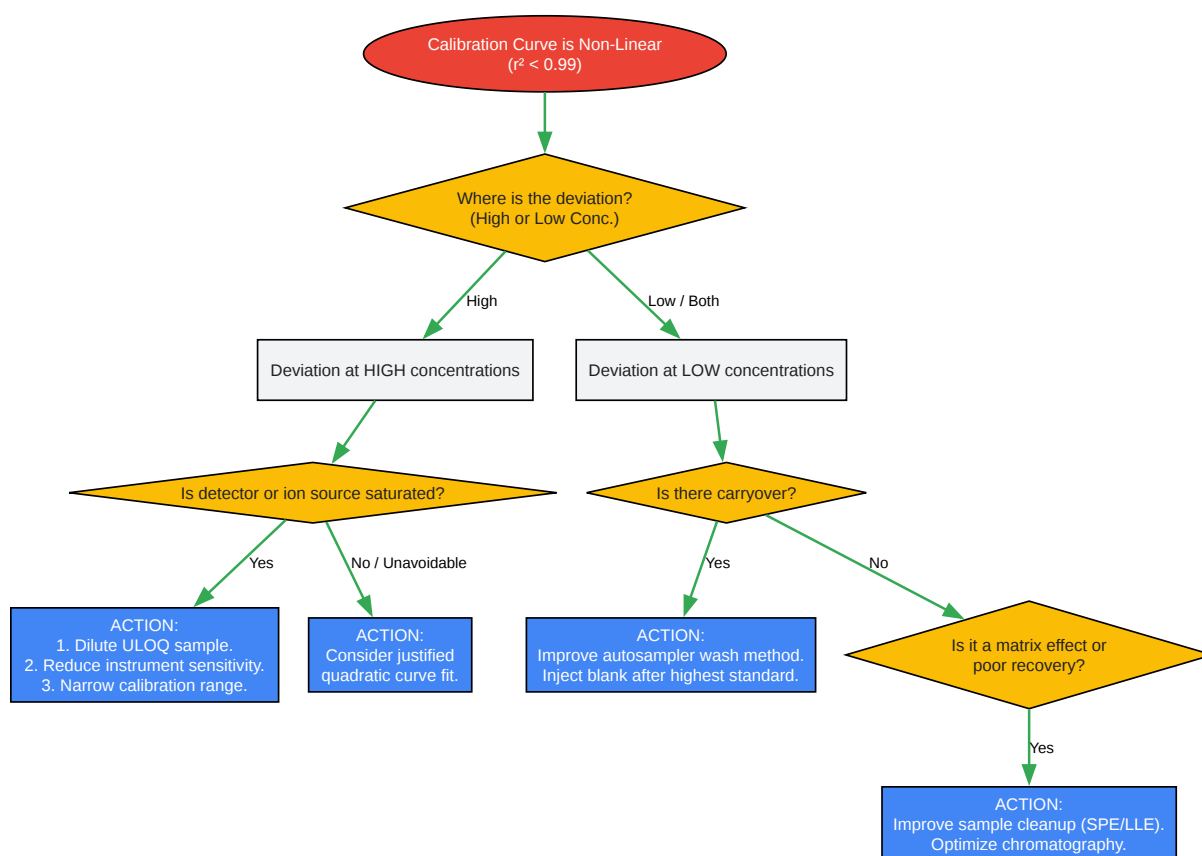 Calibration Curve is Non-Linear
(r² < 0.99)
Where is the deviation?
(High or Low Conc.)
High
Low / Both
Deviation at HIGH concentrations
Deviation at LOW concentrations
Is detector or ion source saturated?
Is there carryover?
Yes
No / Unavoidable
Yes
No
ACTION:
1. Dilute ULOQ sample.
2. Reduce instrument sensitivity.
3. Narrow calibration range.
ACTION:
Consider justified
quadratic curve fit.
ACTION:
Improve autosampler wash method.
Inject blank after highest standard.
Is it a matrix effect or
poor recovery?
Yes
ACTION:
Improve sample cleanup (SPE/LLE).
Optimize chromatography.